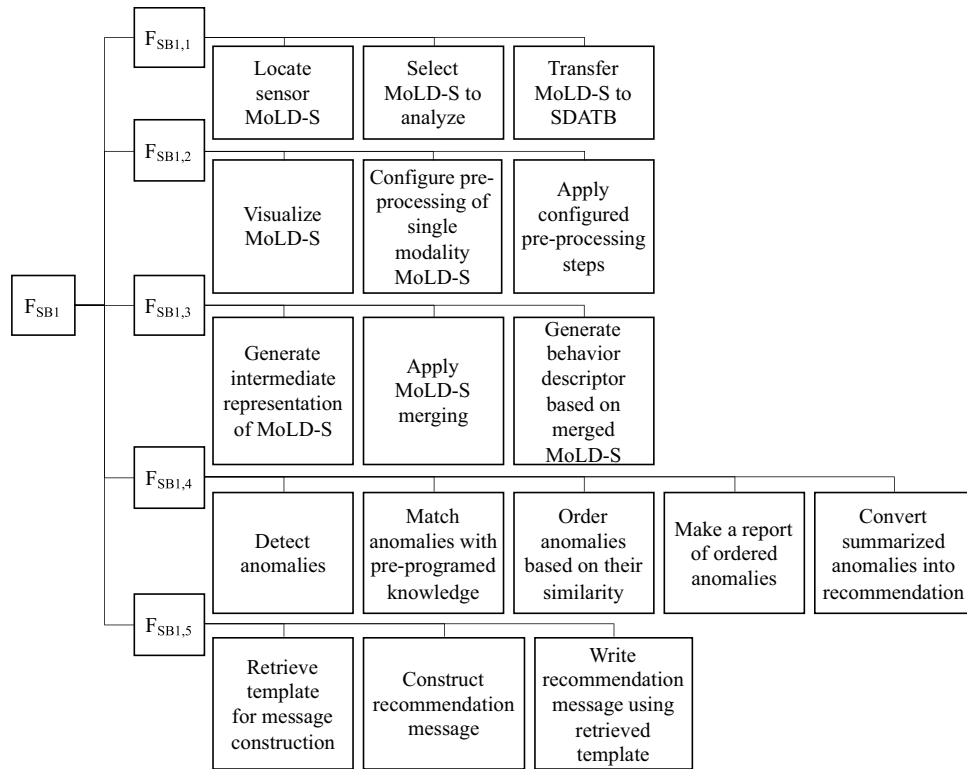 F_SB1,1
Locate
sensor
MoLD-S
Select
MoLD-S to
analyze
Transfer
MoLD-S to
SDATB
F_SB1,2
Visualize
MoLD-S
Configure pre-
processing of
single
modality
MoLD-S
Apply
configured
pre-processing
steps
F_SB1
F_SB1,3
Generate
intermediate
representation
of MoLD-S
Apply
MoLD-S
merging
Generate
behavior
descriptor
based on
merged
MoLD-S
F_SB1,4
Detect
anomalies
Match
anomalies with
pre-programed
knowledge
Order
anomalies
based on their
similarity
Make a report
of ordered
anomalies
Convert
summarized
anomalies into
recommendation
F_SB1,5
Retrieve
template
for message
construction
Construct
recommendation
message
Write
recommendation
message using
retrieved
template